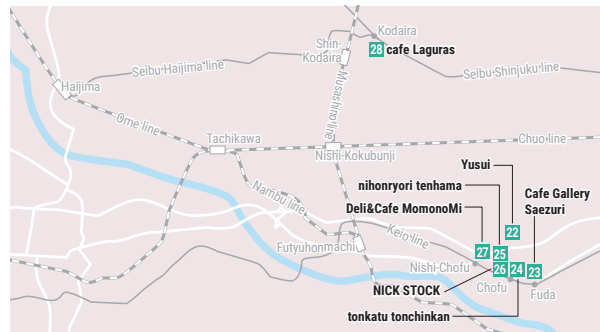 Kodaira
Shin-
Kodaira
28 cafe Laguras
Seibu-Haijima line
Seibu-Shinjuku line
Haijima
Musashino line
Ome line
Tachikawa
Chuo line
Nishi-Kokubunji
Yusui
Nambu line
nihonryori tenhama
Cafe Gallery
Saezuri
Deli&Cafe MomonoMi
22
Keio line
Futyuhonmachi
27
25
Nishi-Chofu
26
24
23
NICK STOCK
Chofu
Fuda
tonkatu tonchinkan